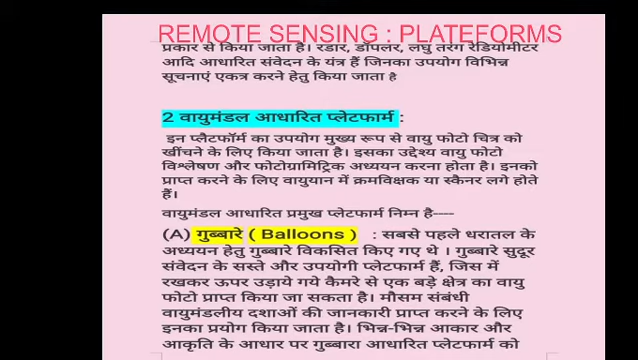 REMOTE SENSING : PLATEFORMS
प्रकार से किया जाता है। रडार, डॉपलर, लघु तरंग रेडियोमीटर
आदि आधारित संवेदन के यंत्र हैं जिनका उपयोग विभिन्न
सूचनाएं एकत्र करने हेतु किया जाता है
2 वायुमंडल आधारित प्लेटफार्म :
इन प्लैटफॉर्म का उपयोग मुख्य रूप से वायु फोटो चित्र को
खींचने के लिए किया जाता है। इसका उद्देश्य वायु फोटो
विश्लेषण और फोटोग्रामिट्रिक अध्ययन करना होता है। इनको
प्राप्त करने के लिए वायुयान में क्रमविक्षक या स्कैनर लगे होते
हैं।
वायुमंडल आधारित प्रमुख प्लेटफार्म निम्न है----
(A) गुब्बारे ( Balloons ) : सबसे पहले धरातल के
अध्ययन हेतु गुब्बारे विकसित किए गए थे । गुब्बारे सुदूर
संवेदन के सस्ते और उपयोगी प्लेटफार्म हैं, जिस में
रखकर ऊपर उड़ाये गये कैमरे से एक बड़े क्षेत्र का वायु
फोटो प्राप्त किया जा सकता है। मौसम संबंधी
वायुमंडलीय दशाओं की जानकारी प्राप्त करने के लिए
इनका प्रयोग किया जाता है। भिन्न-भिन्न आकार और
आकृति के आधार पर गुब्बारा आधारित प्लेटफार्म को